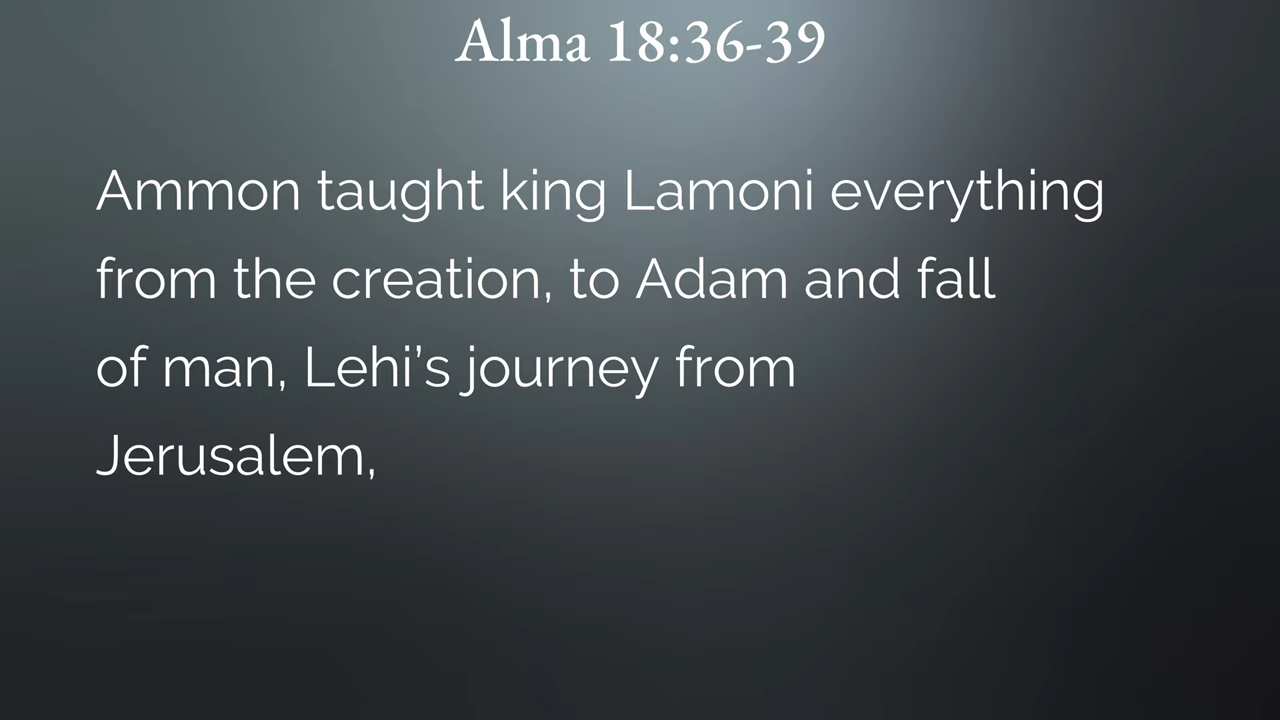 Alma 18:36-39
Ammon taught king Lamoni everything
from the creation, to Adam and fall
of man, Lehi’s journey from
Jerusalem,